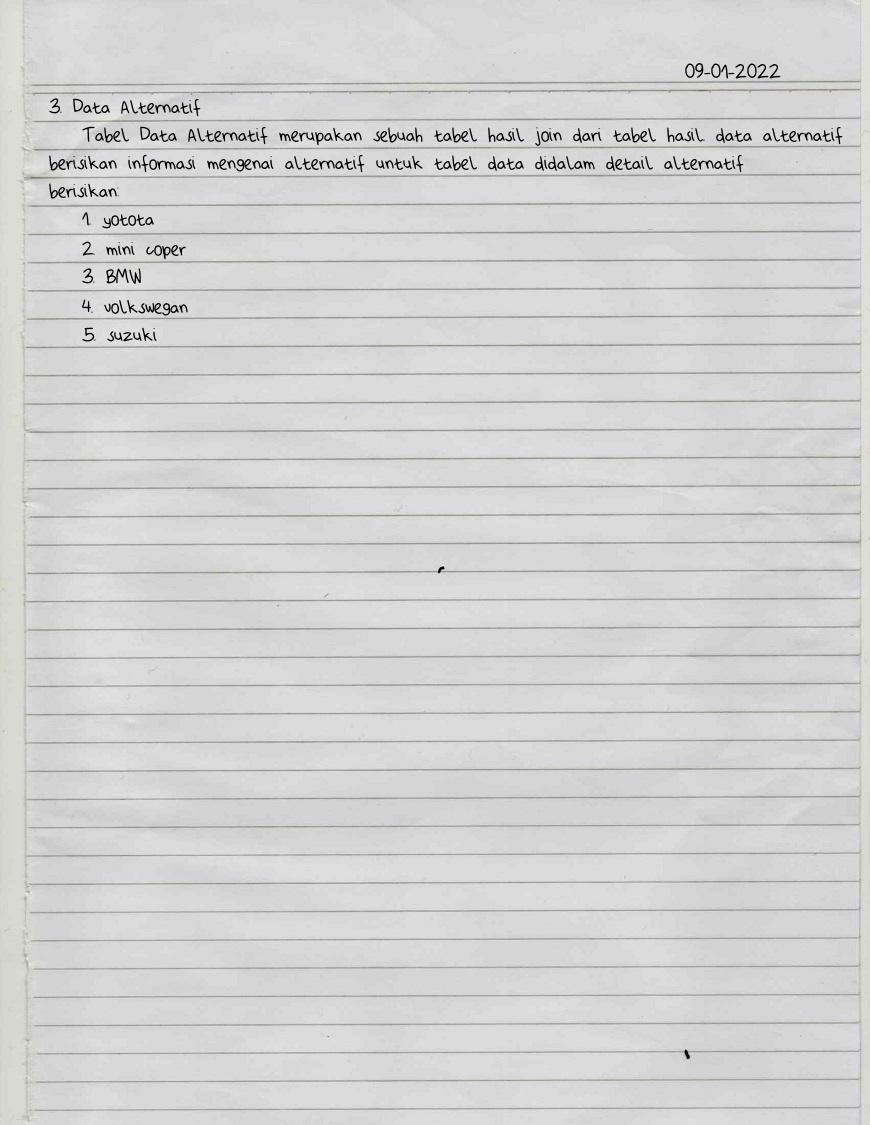 09-01-2022
3. Data Alternatif
Tabel Data Alternatif merupakan sebuah tabel hasil join dari tabel hasil data alternatif
berisikan informasi mengenai alternatif untuk tabel data didalam detail alternatif
berisikan:
1 yotota
2 mini coper
3. BMW
4. volkswegan
5. suzuki